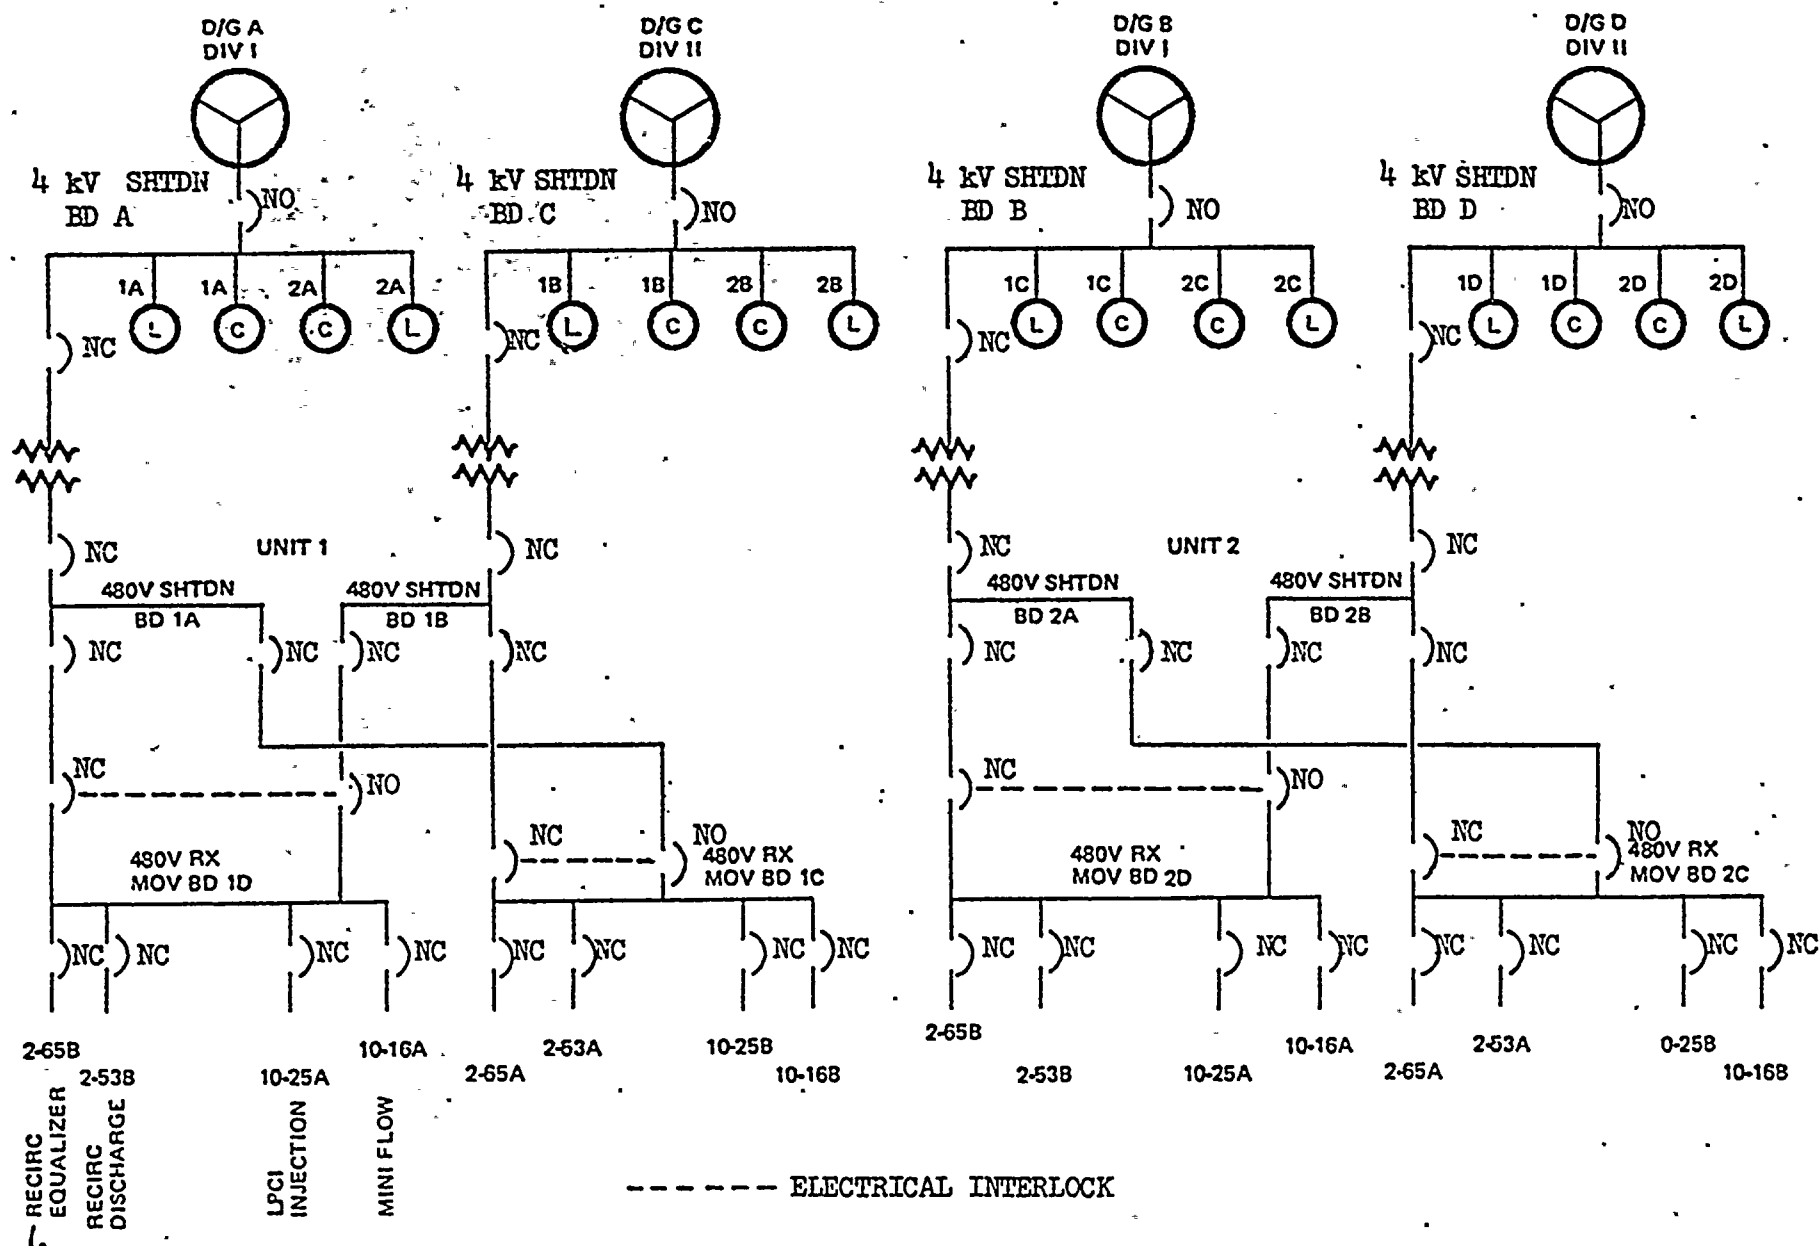 D/G A
DIV I
D/G C
DIV II
D/G B
DIV I
D/G D
DIV II
4 kV SHTDN
BD A
NO
4 kV SHTDN
BD C
NO
4 kV SHTDN
BD B
NO
4 kV SHTDN
BD D
NO
1A 1A 2A 2A
L C C L
NC
1B 1B 2B 2B
L C C L
NC
1C 1C 2C 2C
L C C L
NC
1D 1D 2D 2D
L C C L
NC
NC
UNIT 1
NC
NC
UNIT 2
NC
480V SHTDN
BD 1A
480V SHTDN
BD 1B
480V SHTDN
BD 2A
480V SHTDN
BD 2B
NC NC NC NC
NC NC NC NC
NC NO
NC NO
NC NO
NC NO
480V RX
MOV BD 1D
480V RX
MOV BD 1C
480V RX
MOV BD 2D
480V RX
MOV BD 2C
NC NC NC NC
NC NC NC NC
NC NC NC NC
NC NC NC NC
2-65B
2-53B
10-25A
10-16A
2-65A
2-53A
10-25B
10-16B
2-65B
2-53B
10-25A
10-16A
2-65A
2-53A
0-25B
10-16B
RECIRC
EQUALIZER
RECIRC
DISCHARGE
LPCI
INJECTION
MINI FLOW
ELECTRICAL INTERLOCK